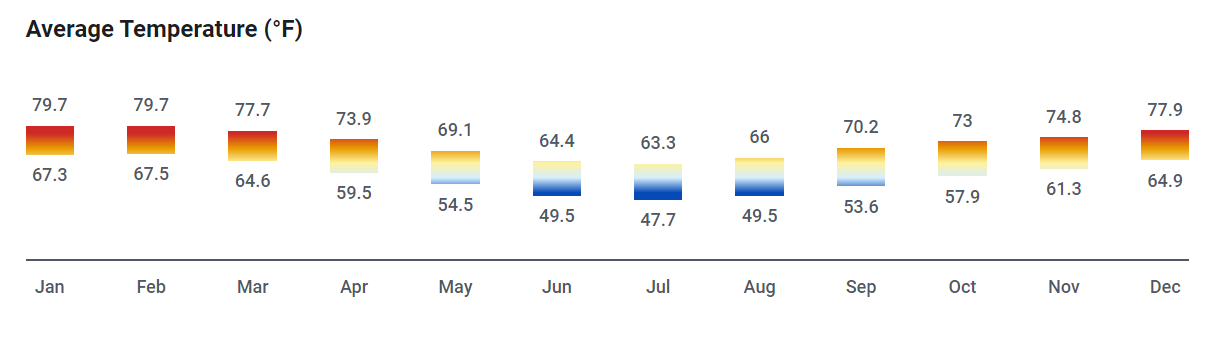 Average Temperature (°F)
79.7 79.7 77.7 73.9 69.1 64.4 63.3 66 70.2 73 74.8 77.9
67.3 67.5 64.6 59.5 54.5 49.5 47.7 49.5 53.6 57.9 61.3 64.9
Jan Feb Mar Apr May Jun Jul Aug Sep Oct Nov Dec